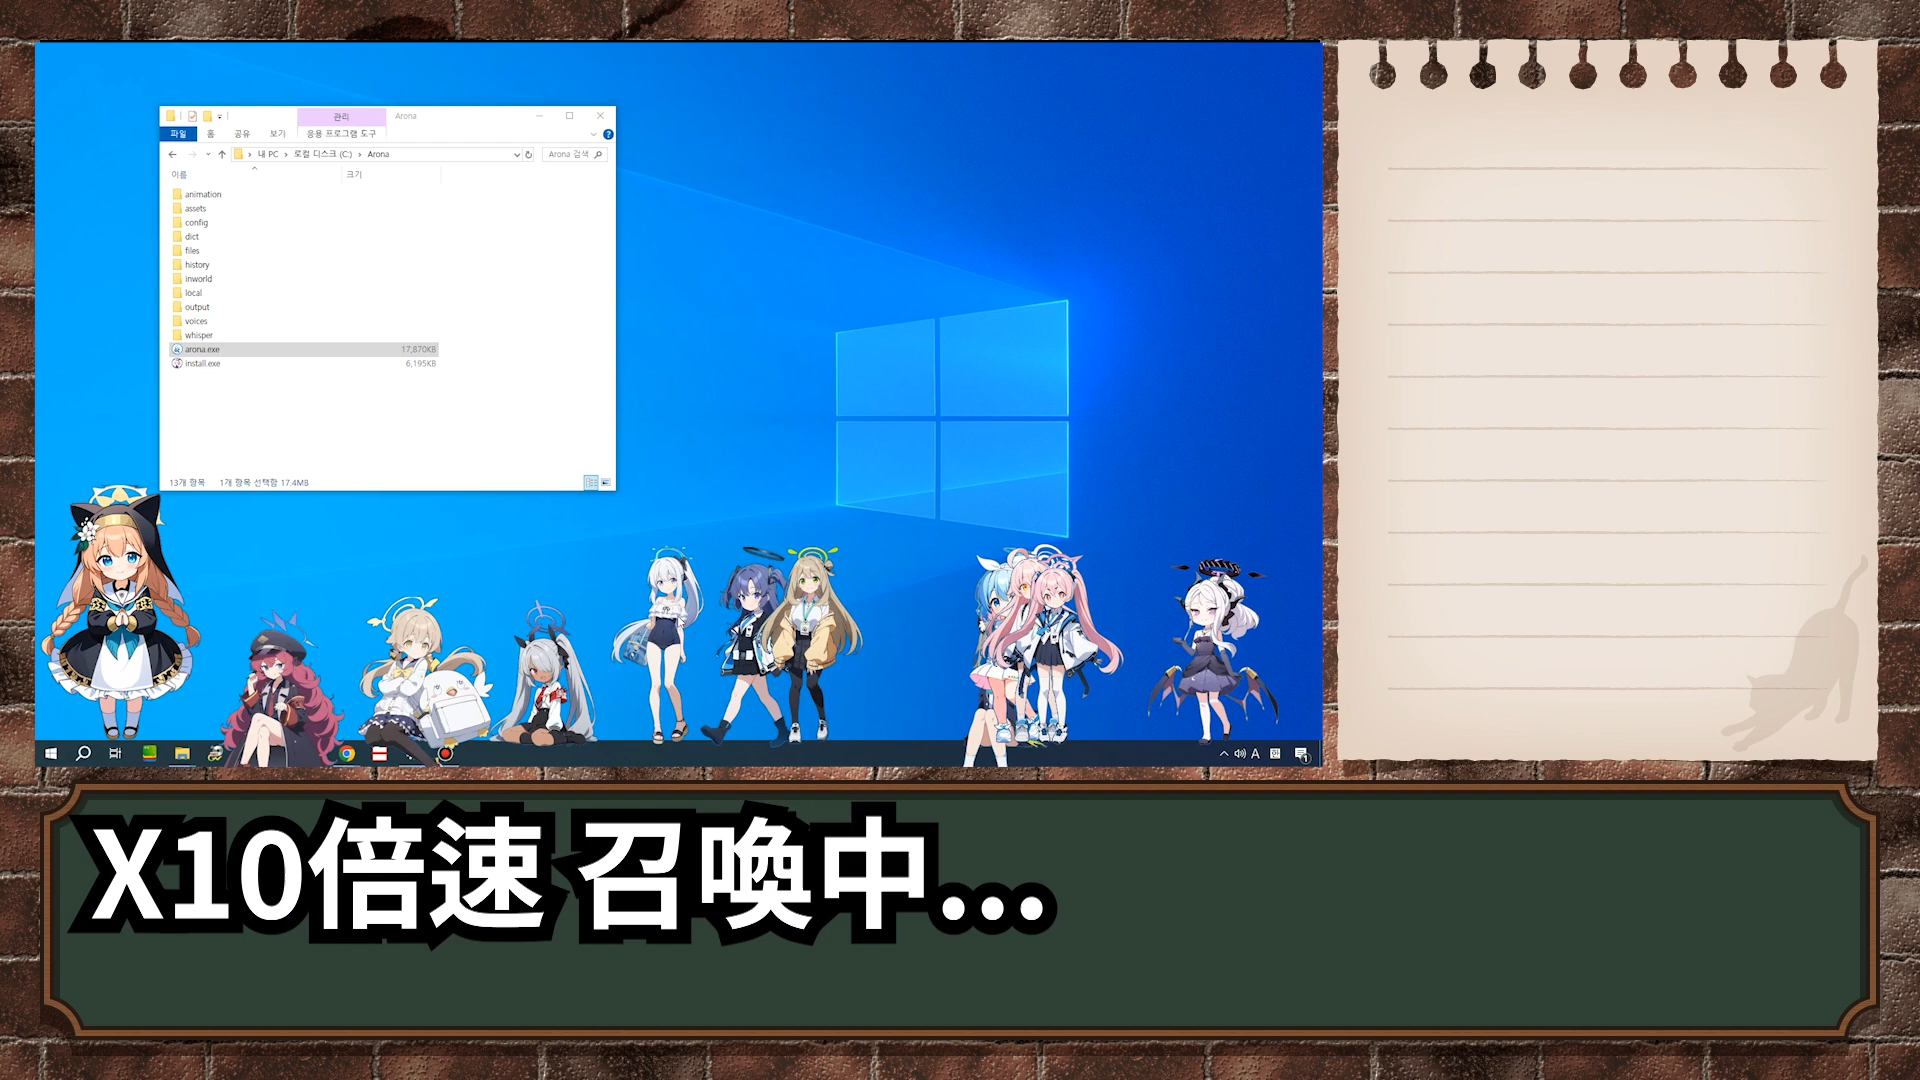 관리
Arona
파일 홈 공유 보기 응용 프로그램 도구
› 내 PC › 로컬 디스크 (C:) › Arona
Arona 검색
이름 크기
animation
assets
config
dict
files
history
inworld
local
output
voices
whisper
arona.exe 17,870KB
install.exe 6,195KB
13개 항목 1개 항목 선택함 17.4MB
A
X10倍速 召喚中...